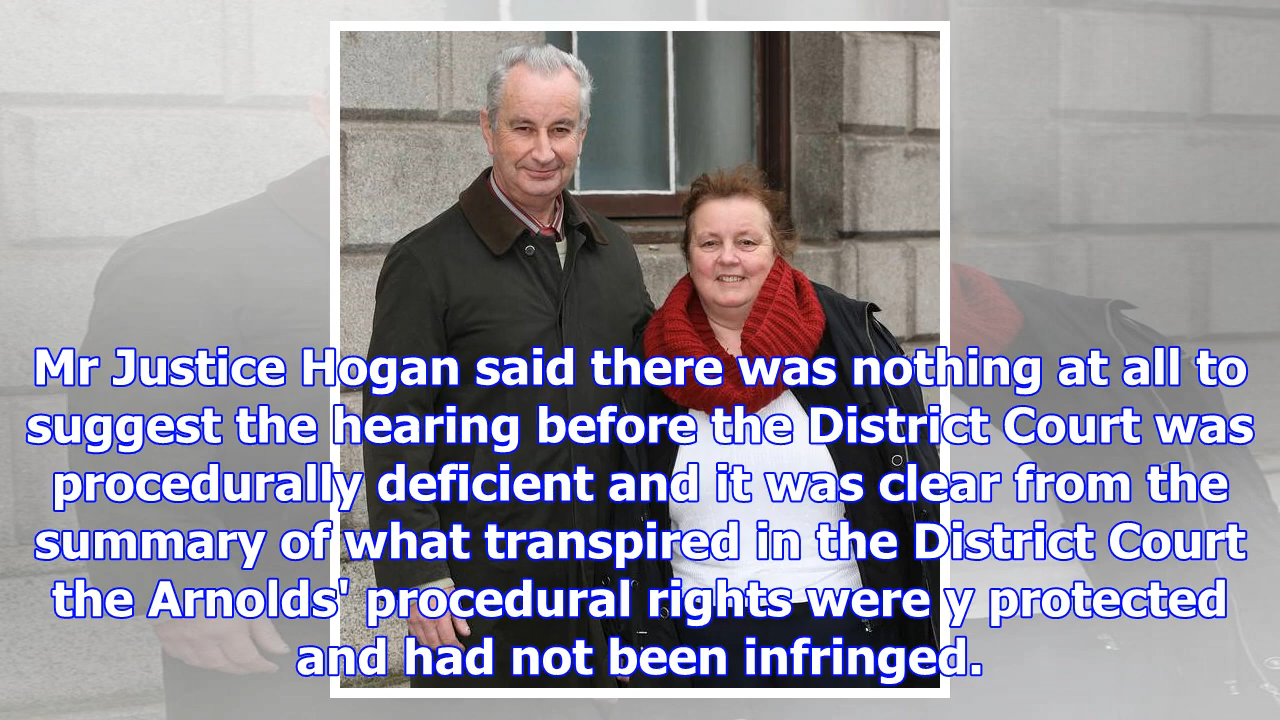 Mr Justice Hogan said there was nothing at all to
suggest the hearing before the District Court was
procedurally deficient and it was clear from the
summary of what transpired in the District Court
the Arnolds' procedural rights were y protected
and had not been infringed.